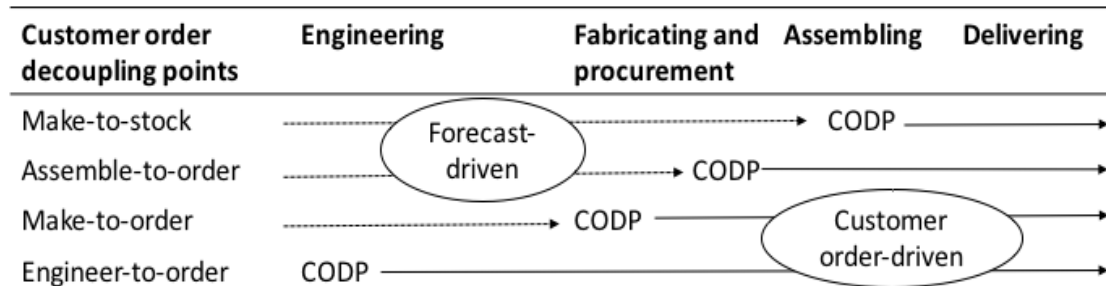 Customer order Engineering Fabricating and Assembling Delivering
decoupling points procurement
Make-to-stock CODP
Forecast-
driven
Assemble-to-order CODP
Make-to-order CODP Customer
order-driven
Engineer-to-order CODP